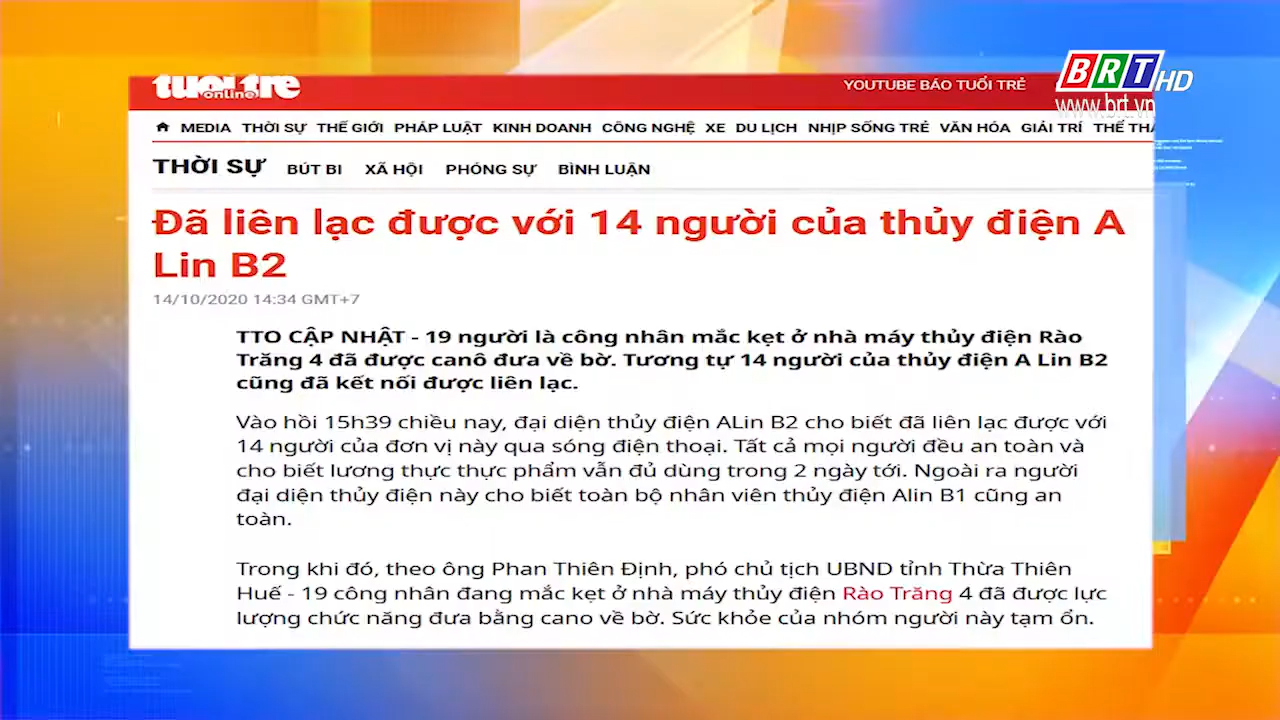 tuổi trẻ
online
YOUTUBE BÁO TUỔI TRẺ
BRT HD
www.brt.vn
MEDIA THỜI SỰ THẾ GIỚI PHÁP LUẬT KINH DOANH CÔNG NGHỆ XE DU LỊCH NHỊP SỐNG TRẺ VĂN HÓA GIẢI TRÍ THỂ THA
THỜI SỰ BÚT BI XÃ HỘI PHÓNG SỰ BÌNH LUẬN
Đã liên lạc được với 14 người của thủy điện A
Lin B2
14/10/2020 14:34 GMT+7
TTO CẬP NHẬT - 19 người là công nhân mắc kẹt ở nhà máy thủy điện Rào
Trăng 4 đã được canô đưa về bờ. Tương tự 14 người của thủy điện A Lin B2
cũng đã kết nối được liên lạc.
Vào hồi 15h39 chiều nay, đại diện thủy điện ALin B2 cho biết đã liên lạc được với
14 người của đơn vị này qua sóng điện thoại. Tất cả mọi người đều an toàn và
cho biết lương thực thực phẩm vẫn đủ dùng trong 2 ngày tới. Ngoài ra người
đại diện thủy điện này cho biết toàn bộ nhân viên thủy điện Alin B1 cũng an
toàn.
Trong khi đó, theo ông Phan Thiên Định, phó chủ tịch UBND tỉnh Thừa Thiên
Huế - 19 công nhân đang mắc kẹt ở nhà máy thủy điện Rào Trăng 4 đã được lực
lượng chức năng đưa bằng cano về bờ. Sức khỏe của nhóm người này tạm ổn.